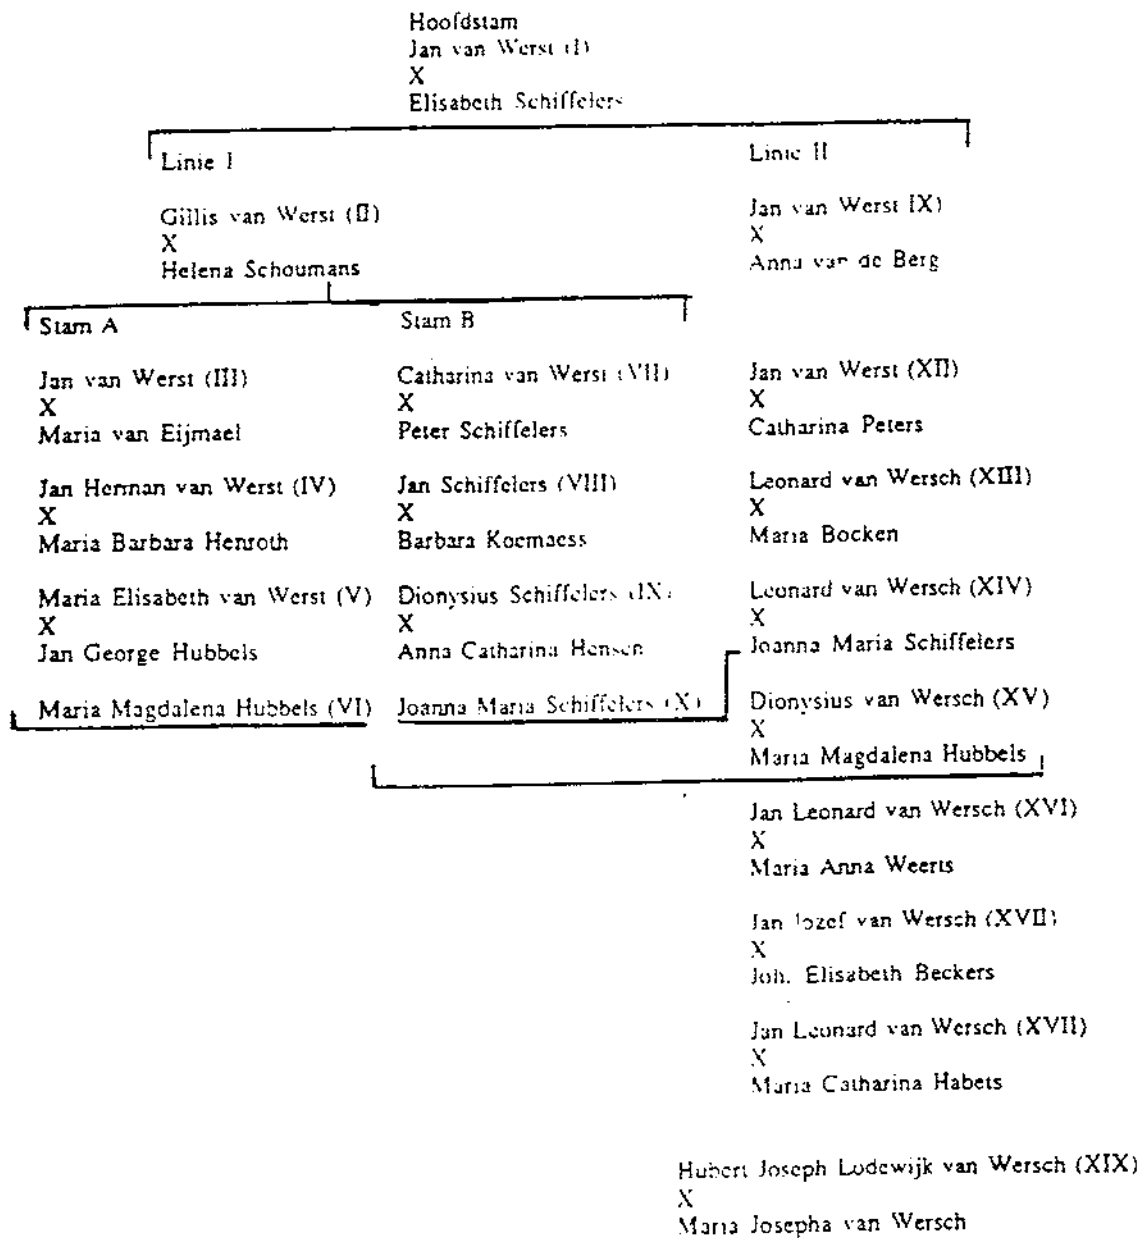 Hoofdstam
Jan van Werst (I)
X
Elisabeth Schiffelers
Linie I
Gillis van Werst (II)
X
Helena Schoumans
Linie II
Jan van Werst IX)
X
Anna van de Berg
Stam A
Jan van Werst (III)
X
Maria van Eijmael
Jan Herman van Werst (IV)
X
Maria Barbara Henroth
Maria Elisabeth van Werst (V)
X
Jan George Hubbels
Maria Magdalena Hubbels (VI)
Stam B
Catharina van Werst (VII)
X
Peter Schiffelers
Jan Schiffelers (VIII)
X
Barbara Koemaess
Dionysius Schiffelers (IX)
X
Anna Catharina Hensen
Joanna Maria Schiffelers (X)
Jan van Werst (XII)
X
Catharina Peters
Leonard van Wersch (XIII)
X
Maria Bocken
Leonard van Wersch (XIV)
X
Joanna Maria Schiffelers
Dionysius van Wersch (XV)
X
Maria Magdalena Hubbels
Jan Leonard van Wersch (XVI)
X
Maria Anna Weerts
Jan Jozef van Wersch (XVII)
X
Joh. Elisabeth Beckers
Jan Leonard van Wersch (XVII)
X
Maria Catharina Habets
Hubert Joseph Lodewijk van Wersch (XIX)
X
Maria Josepha van Wersch